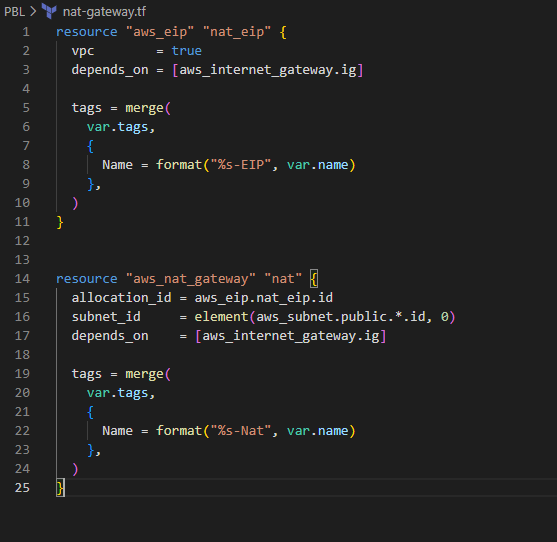 PBL > nat-gateway.tf
1 resource "aws_eip" "nat_eip" {
2   vpc        = true
3   depends_on = [aws_internet_gateway.ig]
4
5   tags = merge(
6     var.tags,
7     {
8       Name = format("%s-EIP", var.name)
9     },
10   )
11 }
12
13
14 resource "aws_nat_gateway" "nat" {
15   allocation_id = aws_eip.nat_eip.id
16   subnet_id     = element(aws_subnet.public.*.id, 0)
17   depends_on    = [aws_internet_gateway.ig]
18
19   tags = merge(
20     var.tags,
21     {
22       Name = format("%s-Nat", var.name)
23     },
24   )
25 }